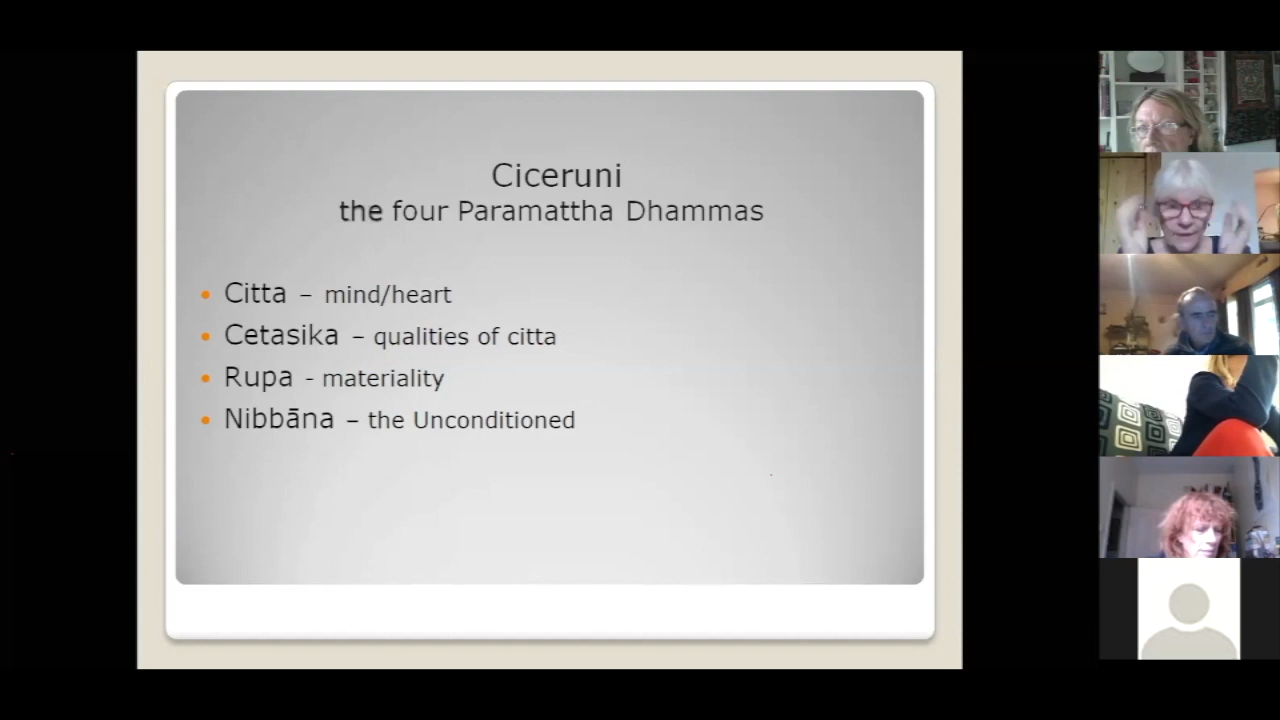 Ciceruni
the four Paramattha Dhammas
• Citta – mind/heart
• Cetasika – qualities of citta
• Rupa - materiality
• Nibbāna – the Unconditioned